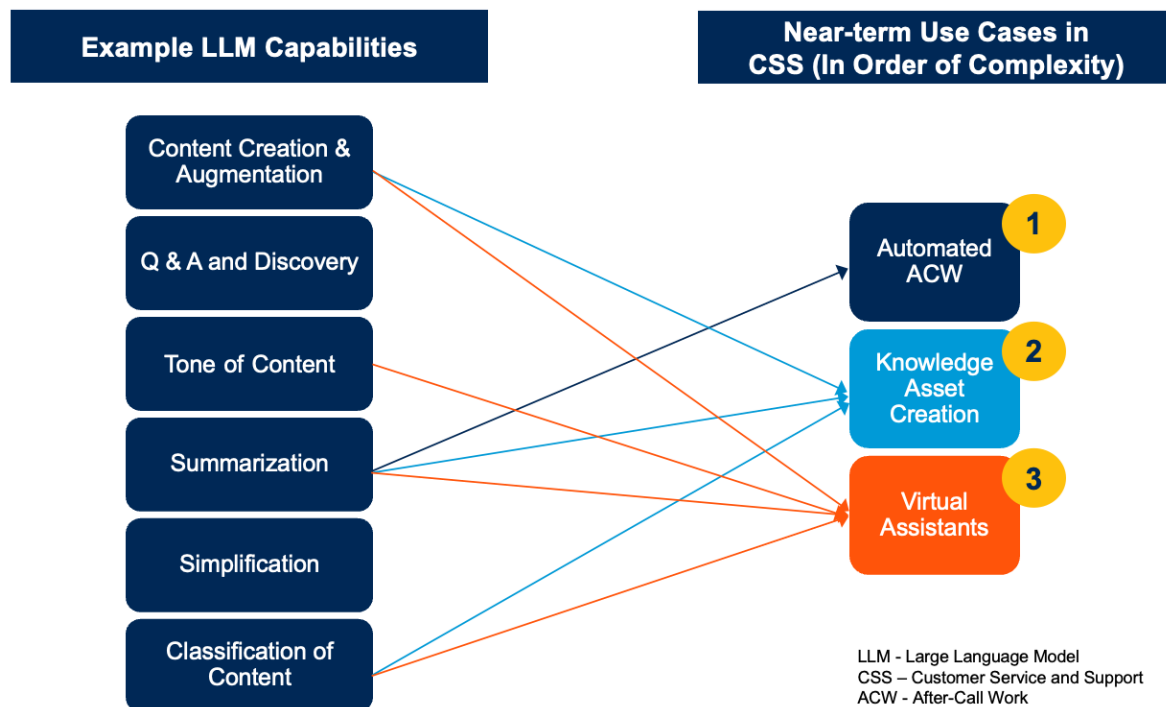 Example LLM Capabilities
Near-term Use Cases in
CSS (In Order of Complexity)
Content Creation &
Augmentation
Q & A and Discovery
Tone of Content
Summarization
Simplification
Classification of
Content
1
Automated
ACW
2
Knowledge
Asset
Creation
3
Virtual
Assistants
LLM - Large Language Model
CSS – Customer Service and Support
ACW - After-Call Work